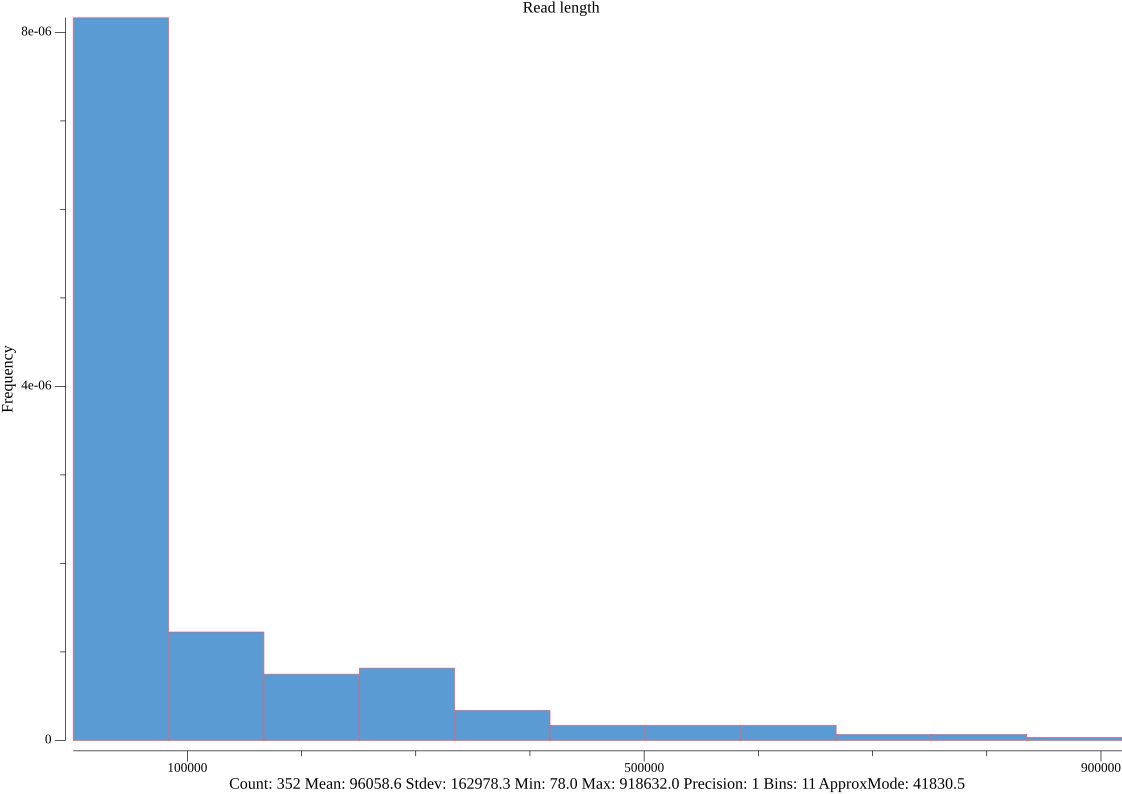 Read length
8e-06
Frequency
4e-06
0
100000
500000
900000
Count: 352 Mean: 96058.6 Stdev: 162978.3 Min: 78.0 Max: 918632.0 Precision: 1 Bins: 11 ApproxMode: 41830.5